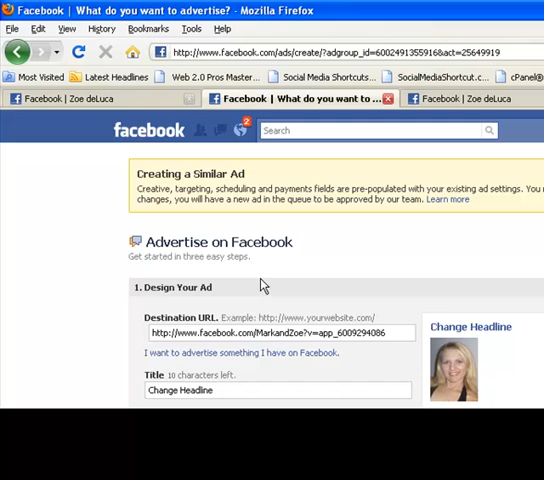 Facebook | What do you want to advertise? - Mozilla Firefox
File Edit View History Bookmarks Tools Help
http://www.facebook.com/ads/create/?adgroup_id=6002491355916&act=25649919
Most Visited Latest Headlines Web 2.0 Pros Master... Social Media Shortcuts... SocialMediaShortcut.c... cPanel®
Facebook | Zoe deLuca Facebook | What do you want to ... Facebook | Zoe deLuca
facebook 2 Search
Creating a Similar Ad
Creative, targeting, scheduling and payments fields are pre-populated with your existing ad settings. You
changes, you will have a new ad in the queue to be approved by our team. Learn more
Advertise on Facebook
Get started in three easy steps.
1. Design Your Ad
Destination URL. Example: http://www.yourwebsite.com/
http://www.facebook.com/MarkandZoe?v=app_6009294086
Change Headline
I want to advertise something I have on Facebook.
Title 10 characters left.
Change Headline